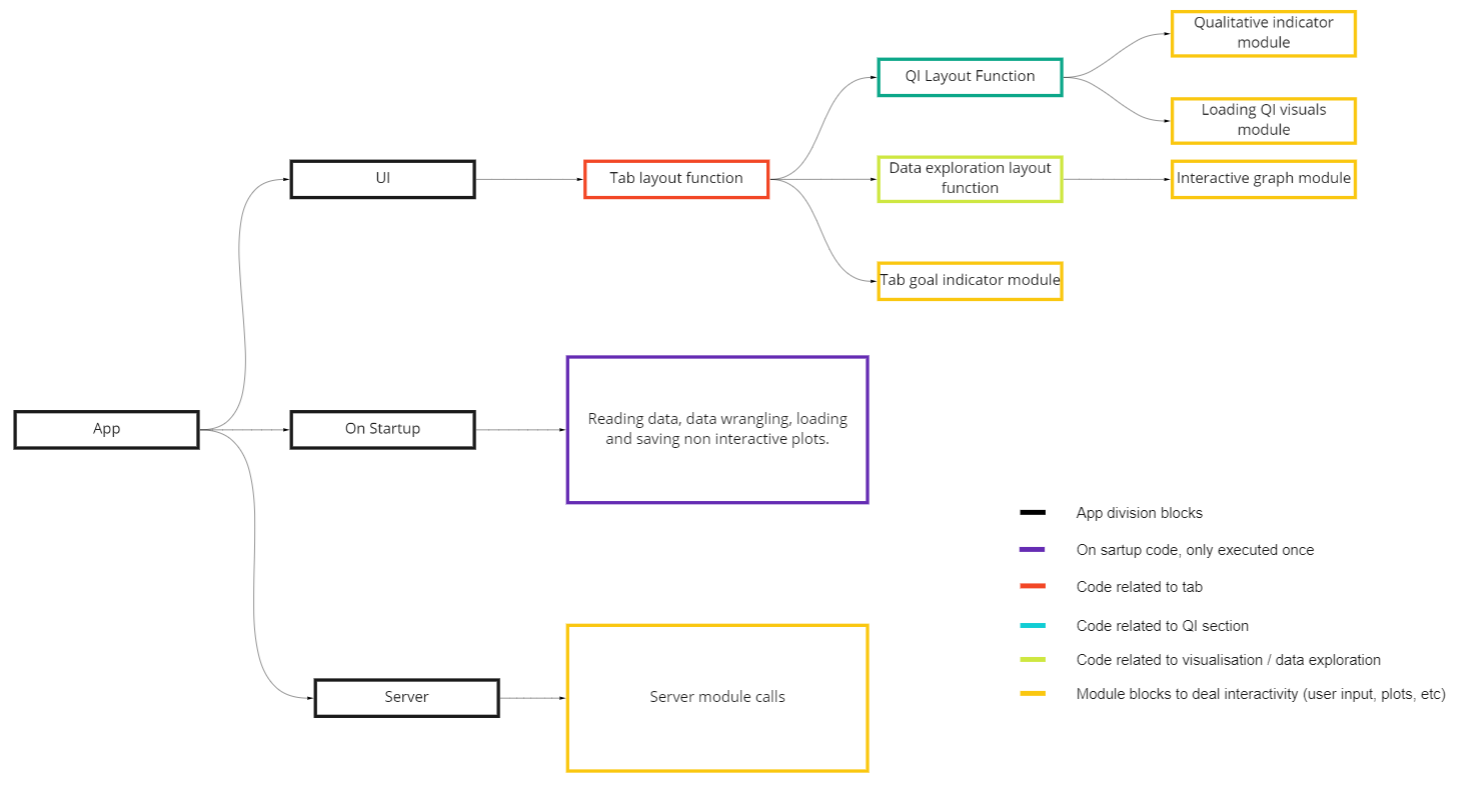 Qualitative indicator
module
QI Layout Function
Loading QI visuals
module
UI
Tab layout function
Data exploration layout
function
Interactive graph module
Tab goal indicator module
App
On Startup
Reading data, data wrangling, loading
and saving non interactive plots.
Server
Server module calls
App division blocks
On sartup code, only executed once
Code related to tab
Code related to QI section
Code related to visualisation / data exploration
Module blocks to deal interactivity (user input, plots, etc)